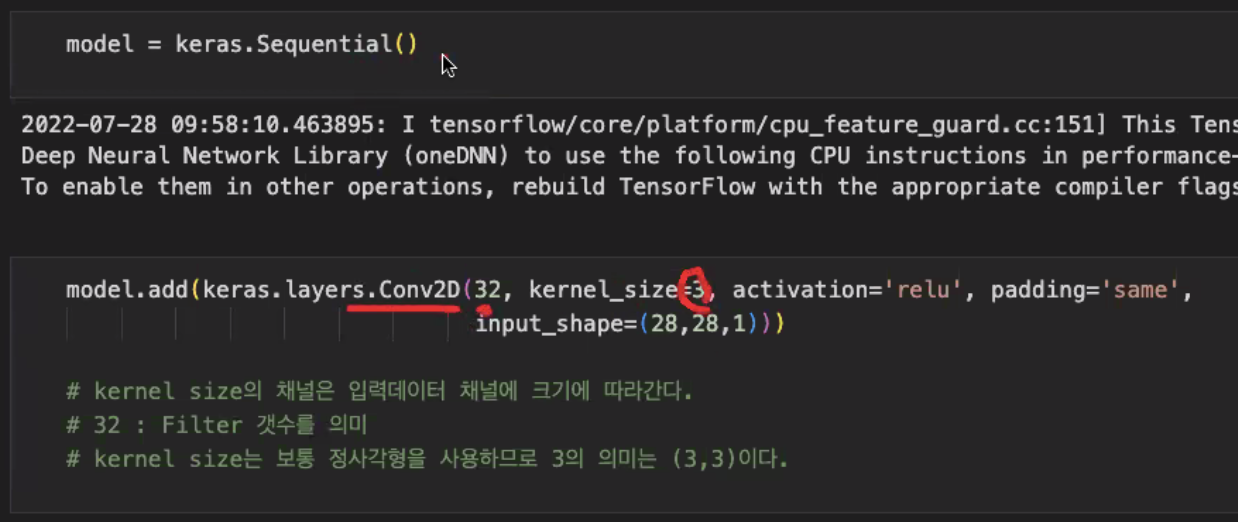 model = keras.Sequential()
2022-07-28 09:58:10.463895: I tensorflow/core/platform/cpu_feature_guard.cc:151] This Tens
Deep Neural Network Library (oneDNN) to use the following CPU instructions in performance-
To enable them in other operations, rebuild TensorFlow with the appropriate compiler flags
model.add(keras.layers.Conv2D(32, kernel_size=3, activation='relu', padding='same',
input_shape=(28,28,1)))
# kernel size의 채널은 입력데이터 채널에 크기에 따라간다.
# 32 : Filter 갯수를 의미
# kernel size는 보통 정사각형을 사용하므로 3의 의미는 (3,3)이다.